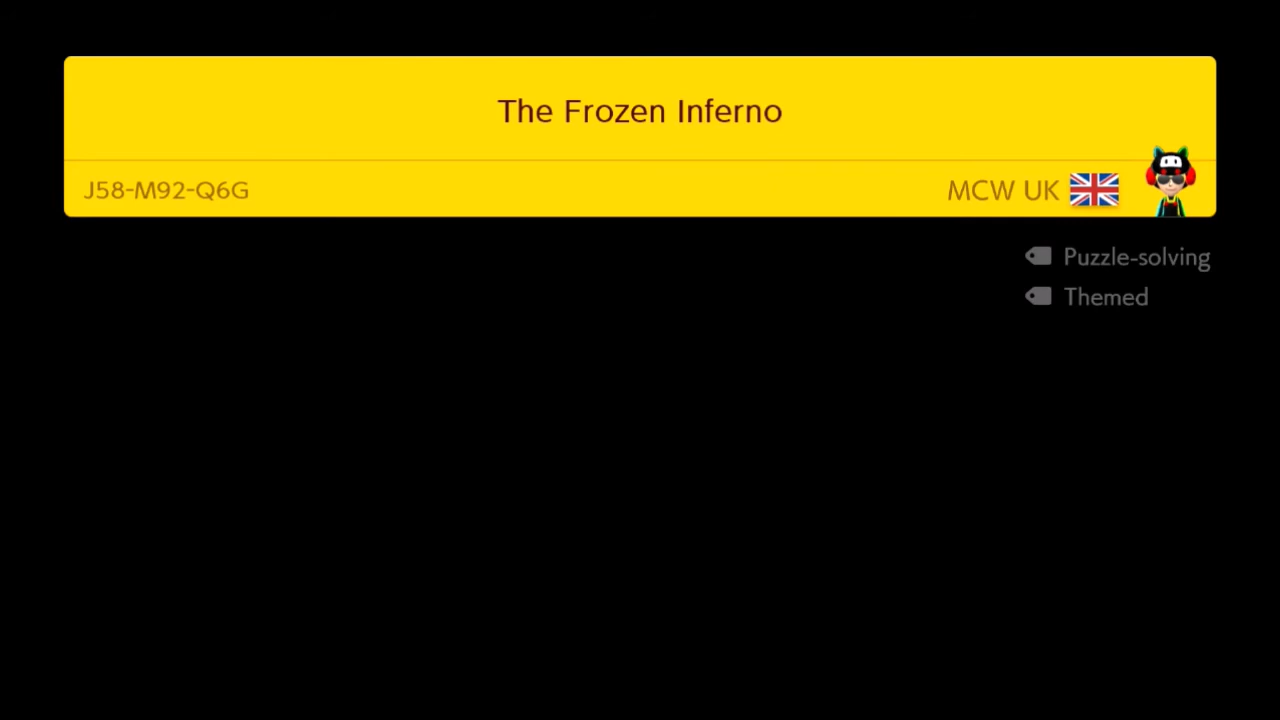 The Frozen Inferno
J58-M92-Q6G
MCW UK
Puzzle-solving
Themed